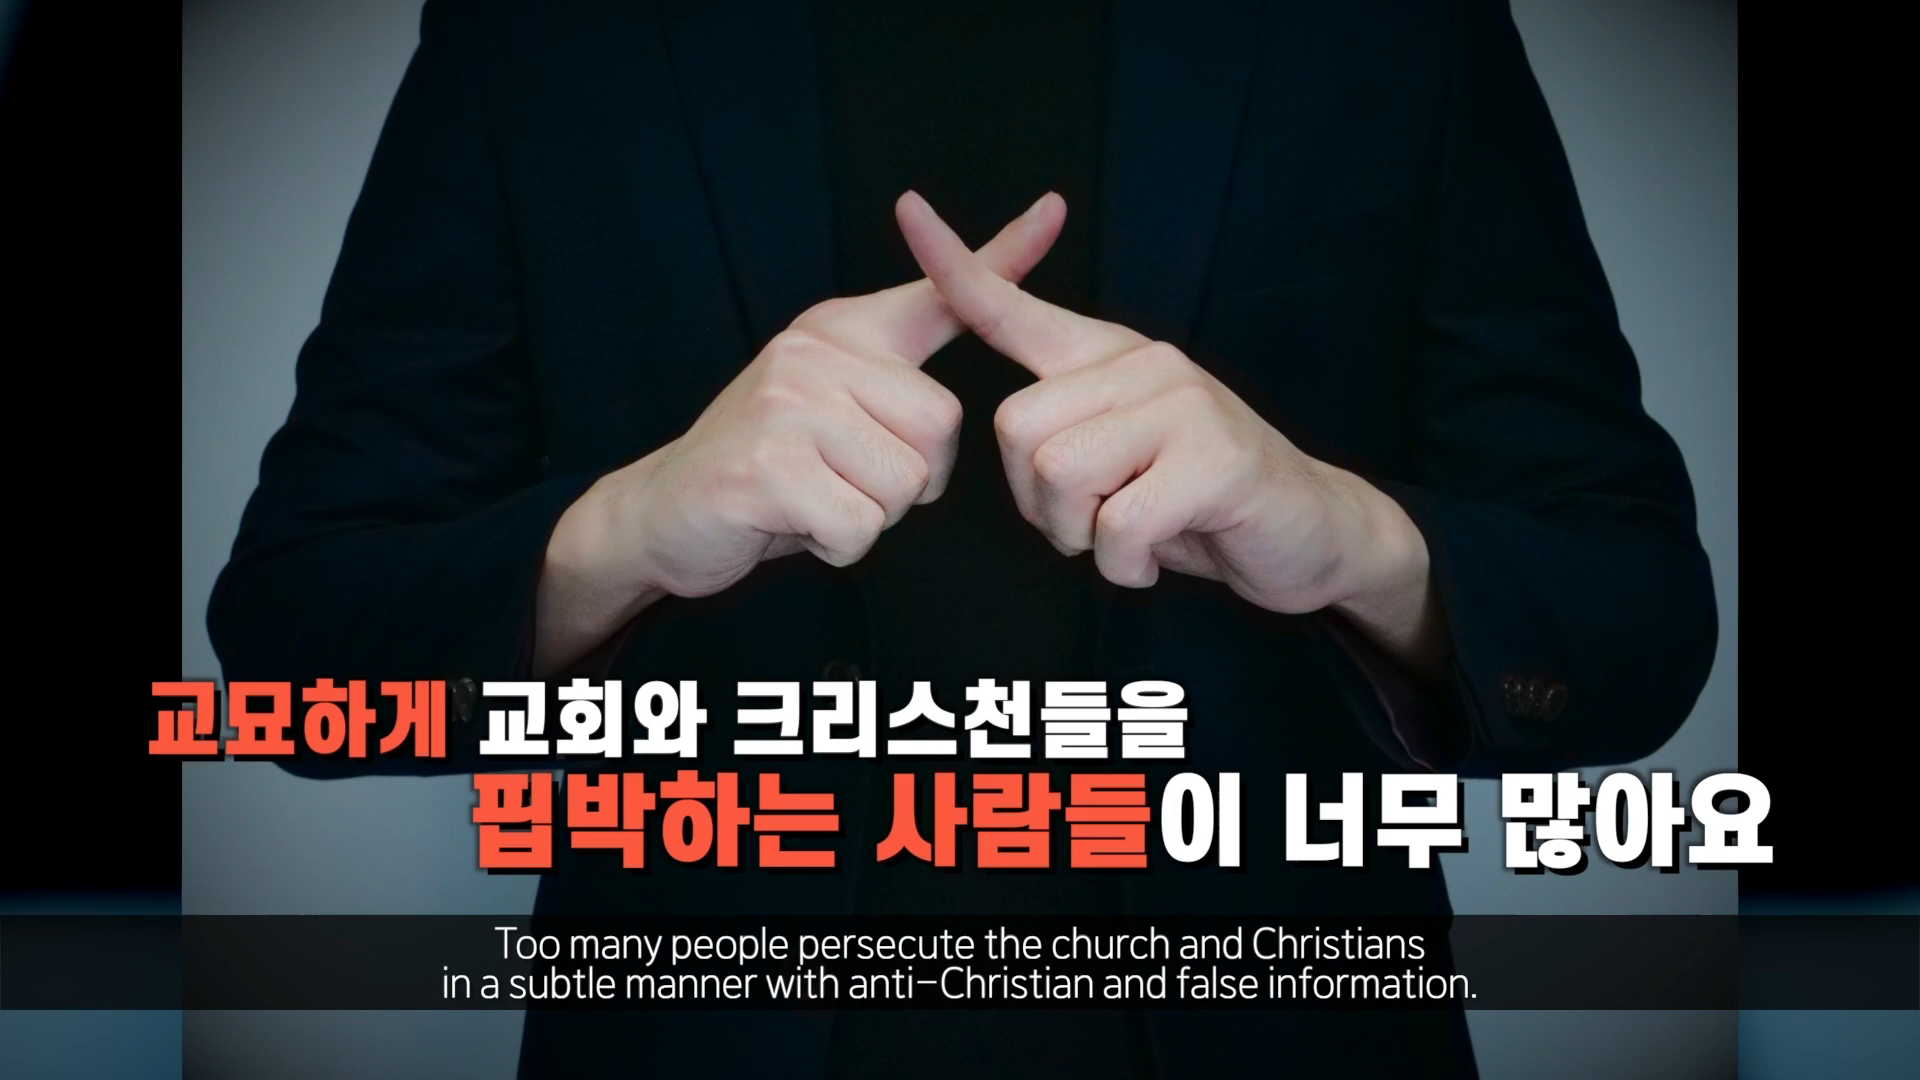 교묘하게 교회와 크리스천들을
핍박하는 사람들이 너무 많아요
Too many people persecute the church and Christians
in a subtle manner with anti-Christian and false information.